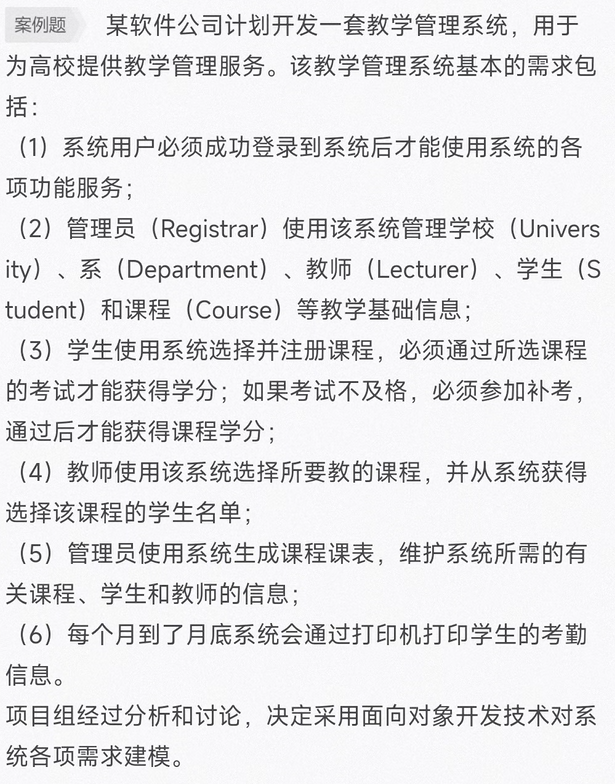 案例题 某软件公司计划开发一套教学管理系统，用于
为高校提供教学管理服务。该教学管理系统基本的需求包
括：
（1）系统用户必须成功登录到系统后才能使用系统的各
项功能服务；
（2）管理员（Registrar）使用该系统管理学校（Univers
ity）、系（Department）、教师（Lecturer）、学生（S
tudent）和课程（Course）等教学基础信息；
（3）学生使用系统选择并注册课程，必须通过所选课程
的考试才能获得学分；如果考试不及格，必须参加补考，
通过后才能获得课程学分；
（4）教师使用该系统选择所要教的课程，并从系统获得
选择该课程的学生名单；
（5）管理员使用系统生成课程课表，维护系统所需的有
关课程、学生和教师的信息；
（6）每个月到了月底系统会通过打印机打印学生的考勤
信息。
项目组经过分析和讨论，决定采用面向对象开发技术对系
统各项需求建模。